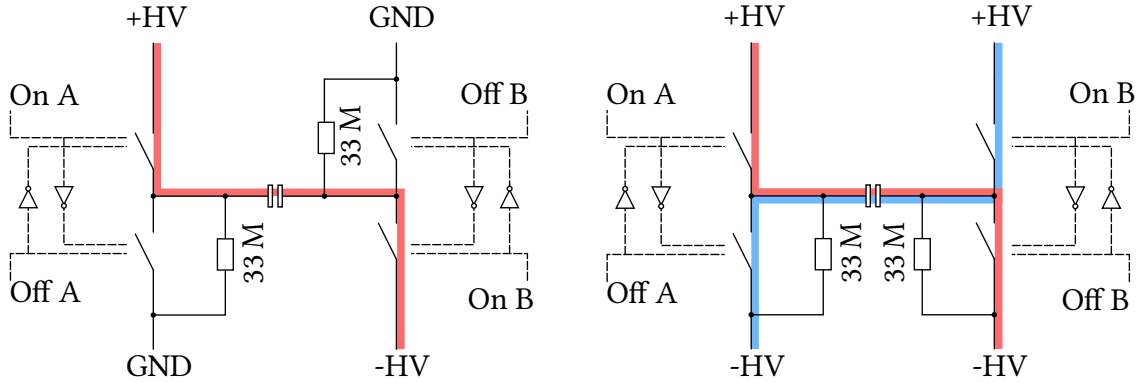 +HV
GND
On A
Off B
33 M
33 M
Off A
On B
GND
-HV
+HV
+HV
On A
On B
33 M
33 M
Off A
Off B
-HV
-HV